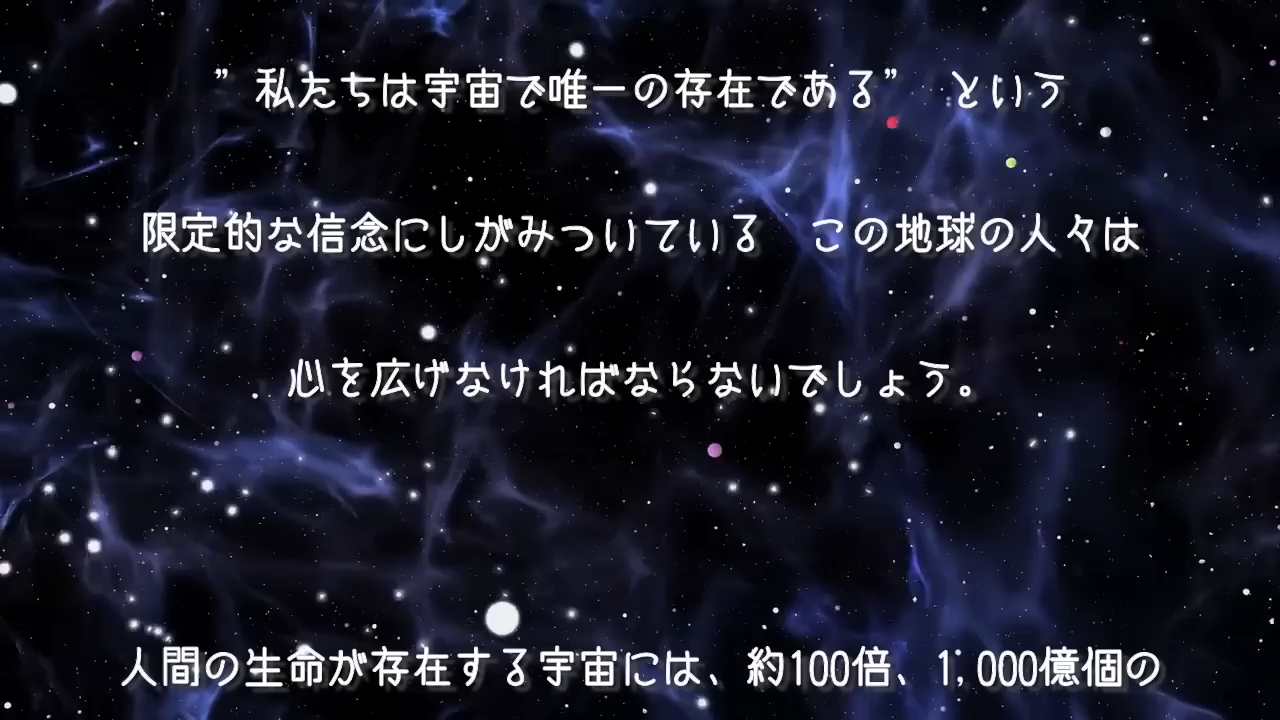 ”私たちは宇宙で唯一の存在である”　という
限定的な信念にしがみついている　この地球の人々は
心を広げなければならないでしょう。
人間の生命が存在する宇宙には、約100倍、1,000億個の